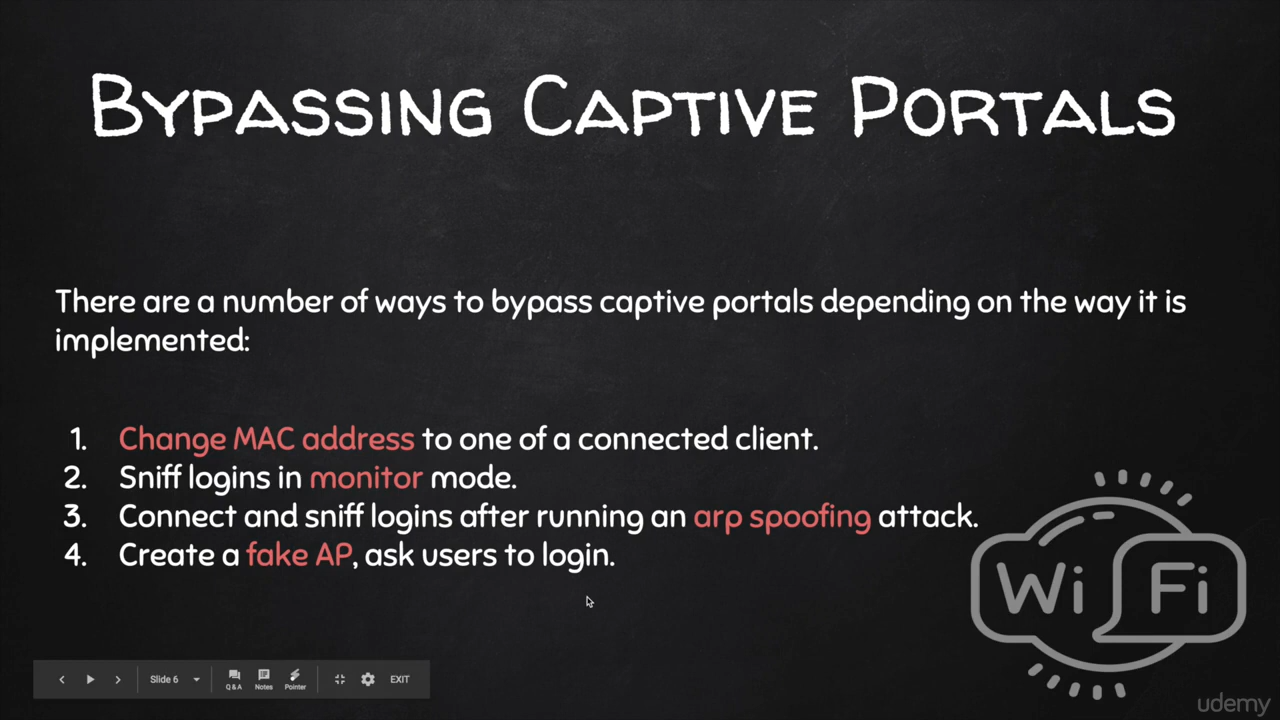 Bypassing Captive Portals
There are a number of ways to bypass captive portals depending on the way it is
implemented:
1. Change MAC address to one of a connected client.
2. Sniff logins in monitor mode.
3. Connect and sniff logins after running an arp spoofing attack.
4. Create a fake AP, ask users to login.
Wi Fi
Slide 6
Q&A
Notes
Pointer
EXIT
udemy